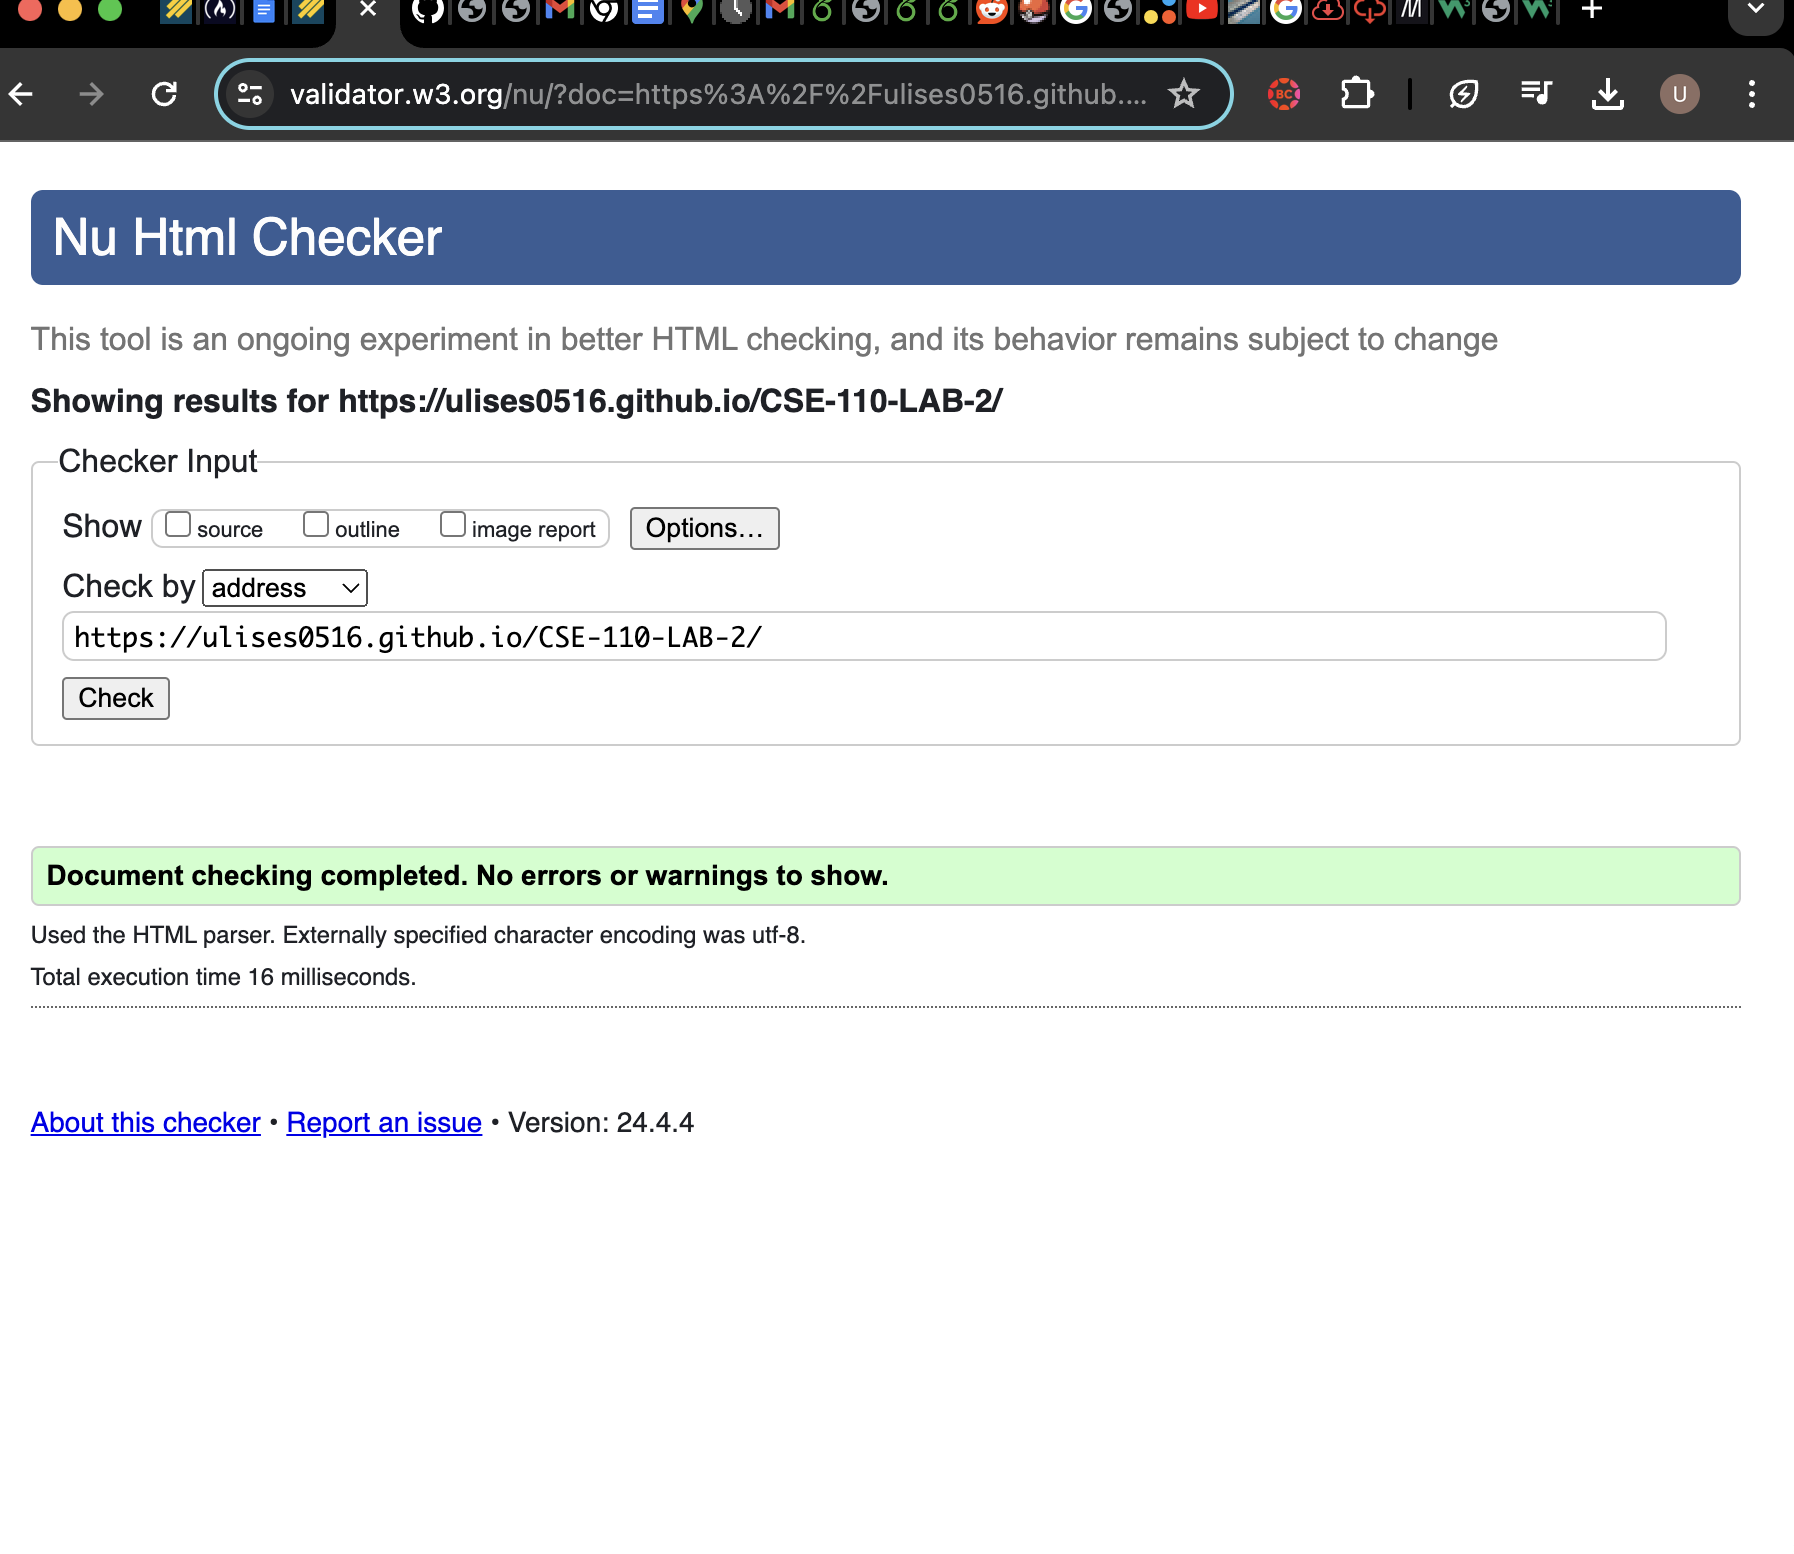 validator.w3.org/nu/?doc=https%3A%2F%2Fulises0516.github....
BC
U
Nu Html Checker
This tool is an ongoing experiment in better HTML checking, and its behavior remains subject to change
Showing results for https://ulises0516.github.io/CSE-110-LAB-2/
Checker Input
Show source outline image report Options...
Check by address
https://ulises0516.github.io/CSE-110-LAB-2/
Check
Document checking completed. No errors or warnings to show.
Used the HTML parser. Externally specified character encoding was utf-8.
Total execution time 16 milliseconds.
About this checker • Report an issue • Version: 24.4.4